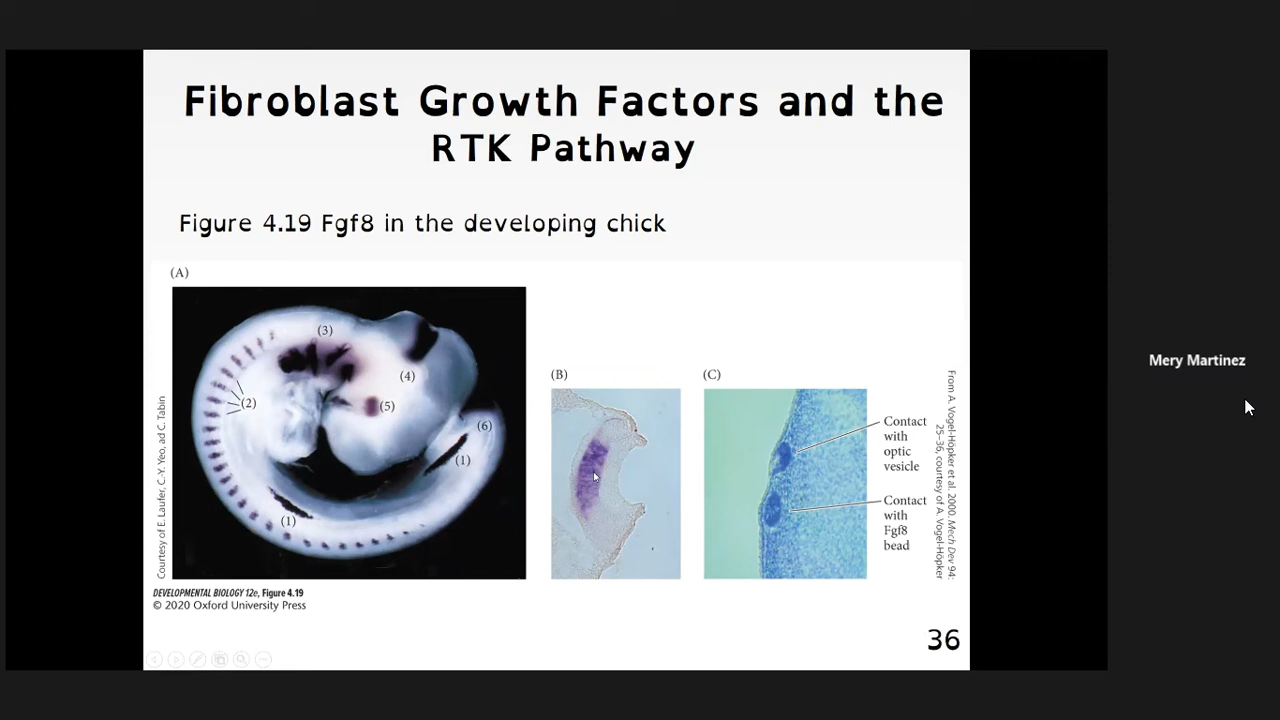 Fibroblast Growth Factors and the
RTK Pathway
Figure 4.19 Fgf8 in the developing chick
(A)
(3)
(4)
(2)
(5)
(6)
(1)
(1)
Courtesy of E. Laufer, C.-Y. Yeo, ad C. Tabin
(B)
(C)
Contact
with
optic
vesicle
Contact
with
Fgf8
bead
From A. Vogel-Höpker et al. 2000. Mech Dev 94:
25–36, courtesy of A. Vogel-Höpker
DEVELOPMENTAL BIOLOGY 12e, Figure 4.19
© 2020 Oxford University Press
36
Mery Martinez